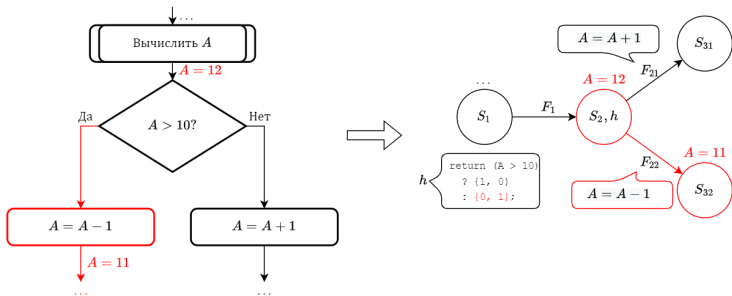 ...
Вычислить A
A = 12
Да
A > 10?
Нет
A = A − 1
A = A + 1
A = 11
...
...
A = A + 1
S₃₁
F₂₁
A = 12
...
S₁
F₁
S₂, h
F₂₂
A = 11
A = A − 1
S₃₂
h
return (A > 10)
? {1, 0}
: {0, 1};